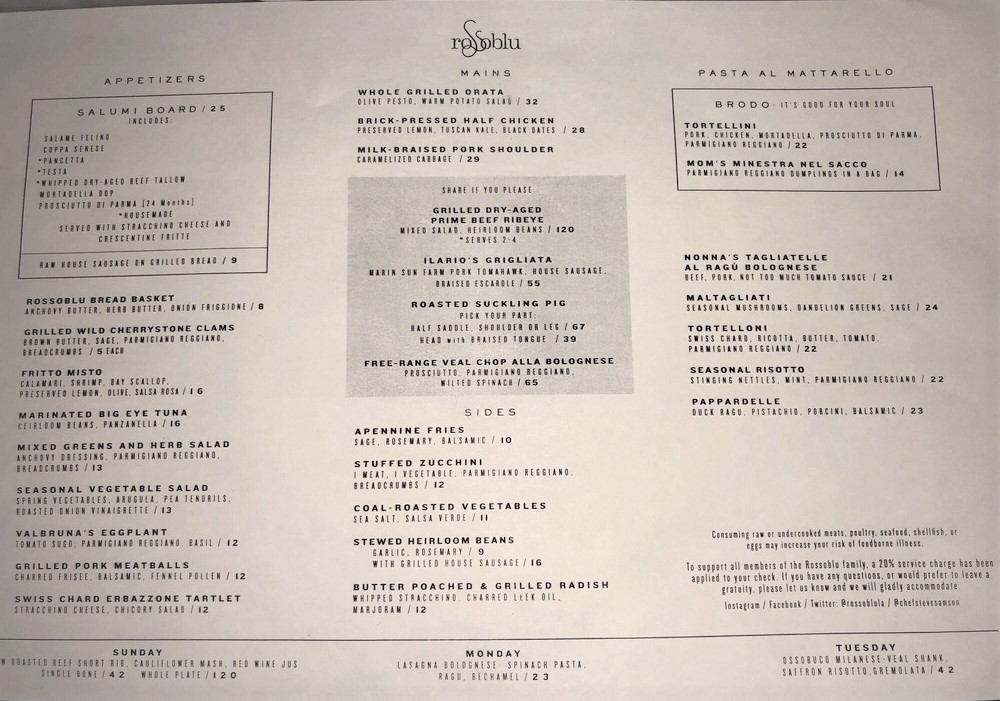 rossoblu
APPETIZERS
SALUMI BOARD / 25
INCLUDES:
SALAME FELINO
COPPA SENESE
*PANCETTA
*TESTA
*WHIPPED DRY-AGED BEEF TALLOW
MORTADELLA DOP
PROSCIUTTO DI PARMA [24 Months]
*HOUSEMADE
SERVED WITH STRACCHINO CHEESE AND
CRESCENTINE FRITTE
RAW HOUSE SAUSAGE ON GRILLED BREAD / 9
ROSSOBLU BREAD BASKET
ANCHOVY BUTTER, HERB BUTTER, ONION FRIGGIONE / 8
GRILLED WILD CHERRYSTONE CLAMS
BROWN BUTTER, SAGE, PARMIGIANO REGGIANO,
BREADCRUMBS / 5 EACH
FRITTO MISTO
CALAMARI, SHRIMP, BAY SCALLOP,
PRESERVED LEMON, OLIVE, SALSA ROSA / 16
MARINATED BIG EYE TUNA
HEIRLOOM BEANS, PANZANELLA / 16
MIXED GREENS AND HERB SALAD
ANCHOVY DRESSING, PARMIGIANO REGGIANO,
BREADCRUMBS / 13
SEASONAL VEGETABLE SALAD
SPRING VEGETABLES, ARUGULA, PEA TENDRILS,
ROASTED ONION VINAIGRETTE / 13
VALBRUNA'S EGGPLANT
TOMATO SUGO, PARMIGIANO REGGIANO, BASIL / 12
GRILLED PORK MEATBALLS
CHARRED FRISEE, BALSAMIC, FENNEL POLLEN / 12
SWISS CHARD ERBAZZONE TARTLET
STRACCHINO CHEESE, CHICORY SALAD / 12
MAINS
WHOLE GRILLED ORATA
OLIVE PESTO, WARM POTATO SALAD / 32
BRICK-PRESSED HALF CHICKEN
PRESERVED LEMON, TUSCAN KALE, BLACK DATES / 28
MILK-BRAISED PORK SHOULDER
CARAMELIZED CABBAGE / 29
SHARE IF YOU PLEASE
GRILLED DRY-AGED
PRIME BEEF RIBEYE
MIXED SALAD, HEIRLOOM BEANS / 120
*SERVES 2-4
ILARIO'S GRIGLIATA
MARIN SUN FARM PORK TOMAHAWK, HOUSE SAUSAGE,
BRAISED ESCAROLE / 55
ROASTED SUCKLING PIG
PICK YOUR PART:
HALF SADDLE, SHOULDER OR LEG / 67
HEAD with BRAISED TONGUE / 39
FREE-RANGE VEAL CHOP ALLA BOLOGNESE
PROSCIUTTO, PARMIGIANO REGGIANO,
WILTED SPINACH / 65
SIDES
APENNINE FRIES
SAGE, ROSEMARY, BALSAMIC / 10
STUFFED ZUCCHINI
1 MEAT, 1 VEGETABLE, PARMIGIANO REGGIANO,
BREADCRUMBS / 12
COAL-ROASTED VEGETABLES
SEA SALT, SALSA VERDE / 11
STEWED HEIRLOOM BEANS
GARLIC, ROSEMARY / 9
WITH GRILLED HOUSE SAUSAGE / 16
BUTTER POACHED & GRILLED RADISH
WHIPPED STRACCHINO, CHARRED LEEK OIL,
MARJORAM / 12
PASTA AL MATTARELLO
BRODO - IT'S GOOD FOR YOUR SOUL
TORTELLINI
PORK, CHICKEN, MORTADELLA, PROSCIUTTO DI PARMA,
PARMIGIANO REGGIANO / 22
MOM'S MINESTRA NEL SACCO
PARMIGIANO REGGIANO DUMPLINGS IN A BAG / 14
NONNA'S TAGLIATELLE
AL RAGÙ BOLOGNESE
BEEF, PORK, NOT TOO MUCH TOMATO SAUCE / 21
MALTAGLIATI
SEASONAL MUSHROOMS, DANDELION GREENS, SAGE / 24
TORTELLONI
SWISS CHARD, RICOTTA, BUTTER, TOMATO,
PARMIGIANO REGGIANO / 22
SEASONAL RISOTTO
STINGING NETTLES, MINT, PARMIGIANO REGGIANO / 22
PAPPARDELLE
DUCK RAGU, PISTACHIO, PORCINI, BALSAMIC / 23
Consuming raw or undercooked meats, poultry, seafood, shellfish, or
eggs may increase your risk of foodborne illness.
To support all members of the Rossoblu family, a 20% service charge has been
applied to your check. If you have any questions, or would prefer to leave a
gratuity, please let us know and we will gladly accommodate.
Instagram / Facebook / Twitter: @rossoblula / @chefstevesamson
SUNDAY
ROASTED BEEF SHORT RIB, CAULIFLOWER MASH, RED WINE JUS
SINGLE BONE / 42 WHOLE PLATE / 120
MONDAY
LASAGNA BOLOGNESE- SPINACH PASTA,
RAGU, BECHAMEL / 23
TUESDAY
OSSOBUCO MILANESE-VEAL SHANK,
SAFFRON RISOTTO, GREMOLATA / 42